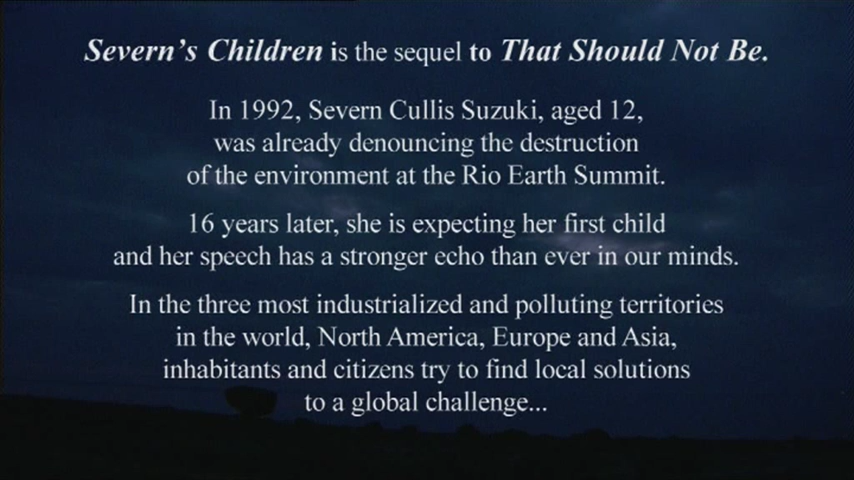 Severn's Children is the sequel to That Should Not Be.
In 1992, Severn Cullis Suzuki, aged 12,
was already denouncing the destruction
of the environment at the Rio Earth Summit.
16 years later, she is expecting her first child
and her speech has a stronger echo than ever in our minds.
In the three most industrialized and polluting territories
in the world, North America, Europe and Asia,
inhabitants and citizens try to find local solutions
to a global challenge...